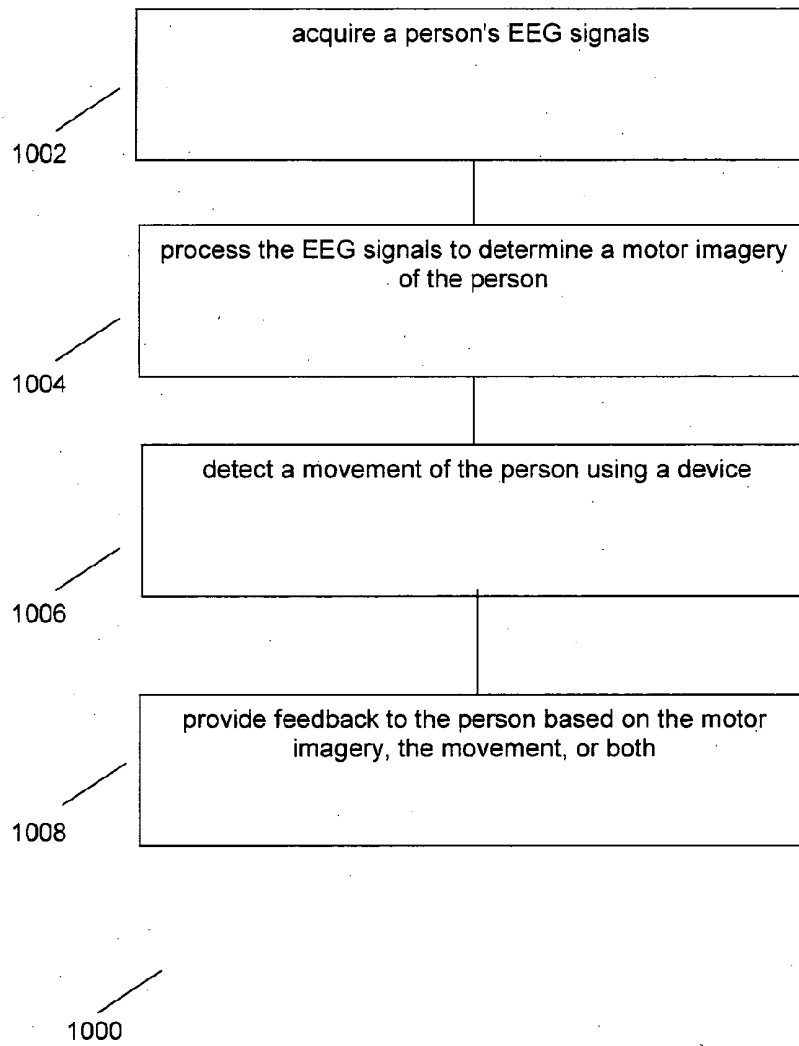 acquire a person's EEG signals
1002
process the EEG signals to determine a motor imagery
of the person
1004
detect a movement of the person using a device
1006
provide feedback to the person based on the motor
imagery, the movement, or both
1008
1000